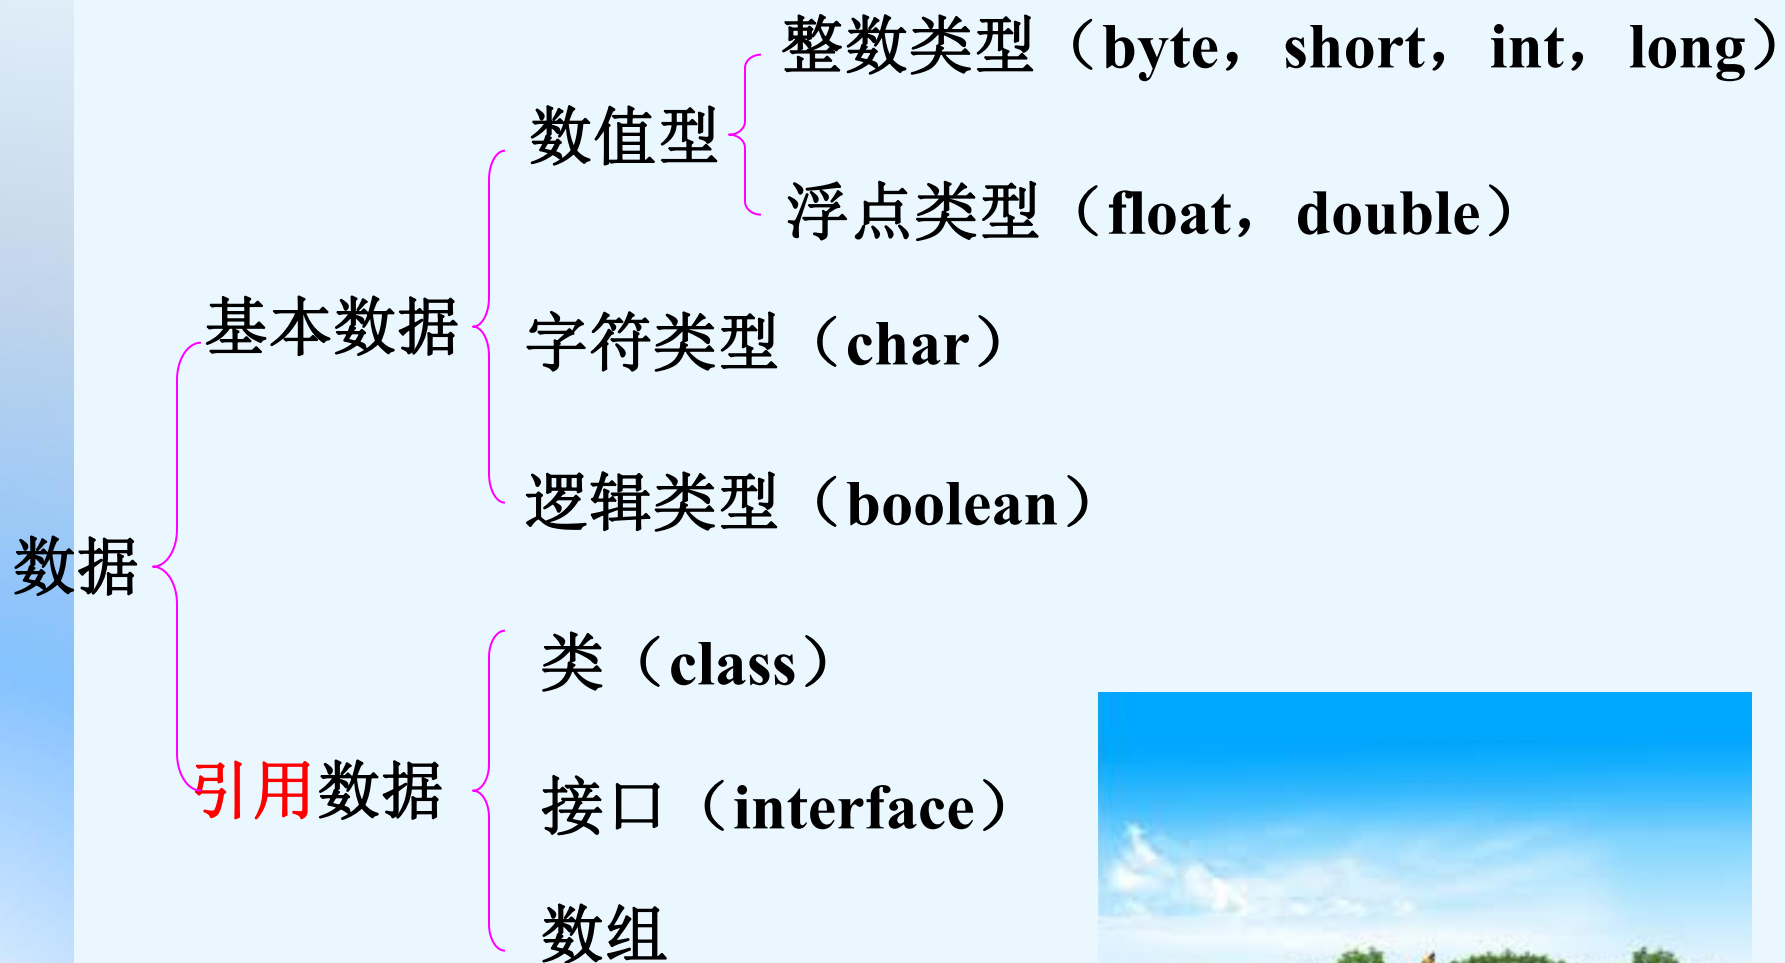 整数类型（byte，short，int，long）
数值型
浮点类型（float，double）
基本数据
字符类型（char）
逻辑类型（boolean）
数据
类（class）
引用数据
接口（interface）
数组